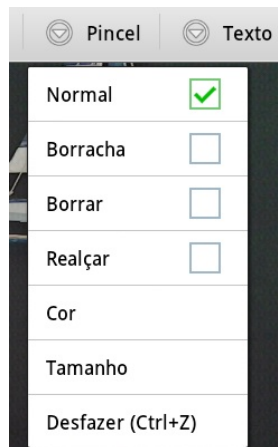 Pincel Texto
Normal
Borracha
Borrar
Realçar
Cor
Tamanho
Desfazer (Ctrl+Z)